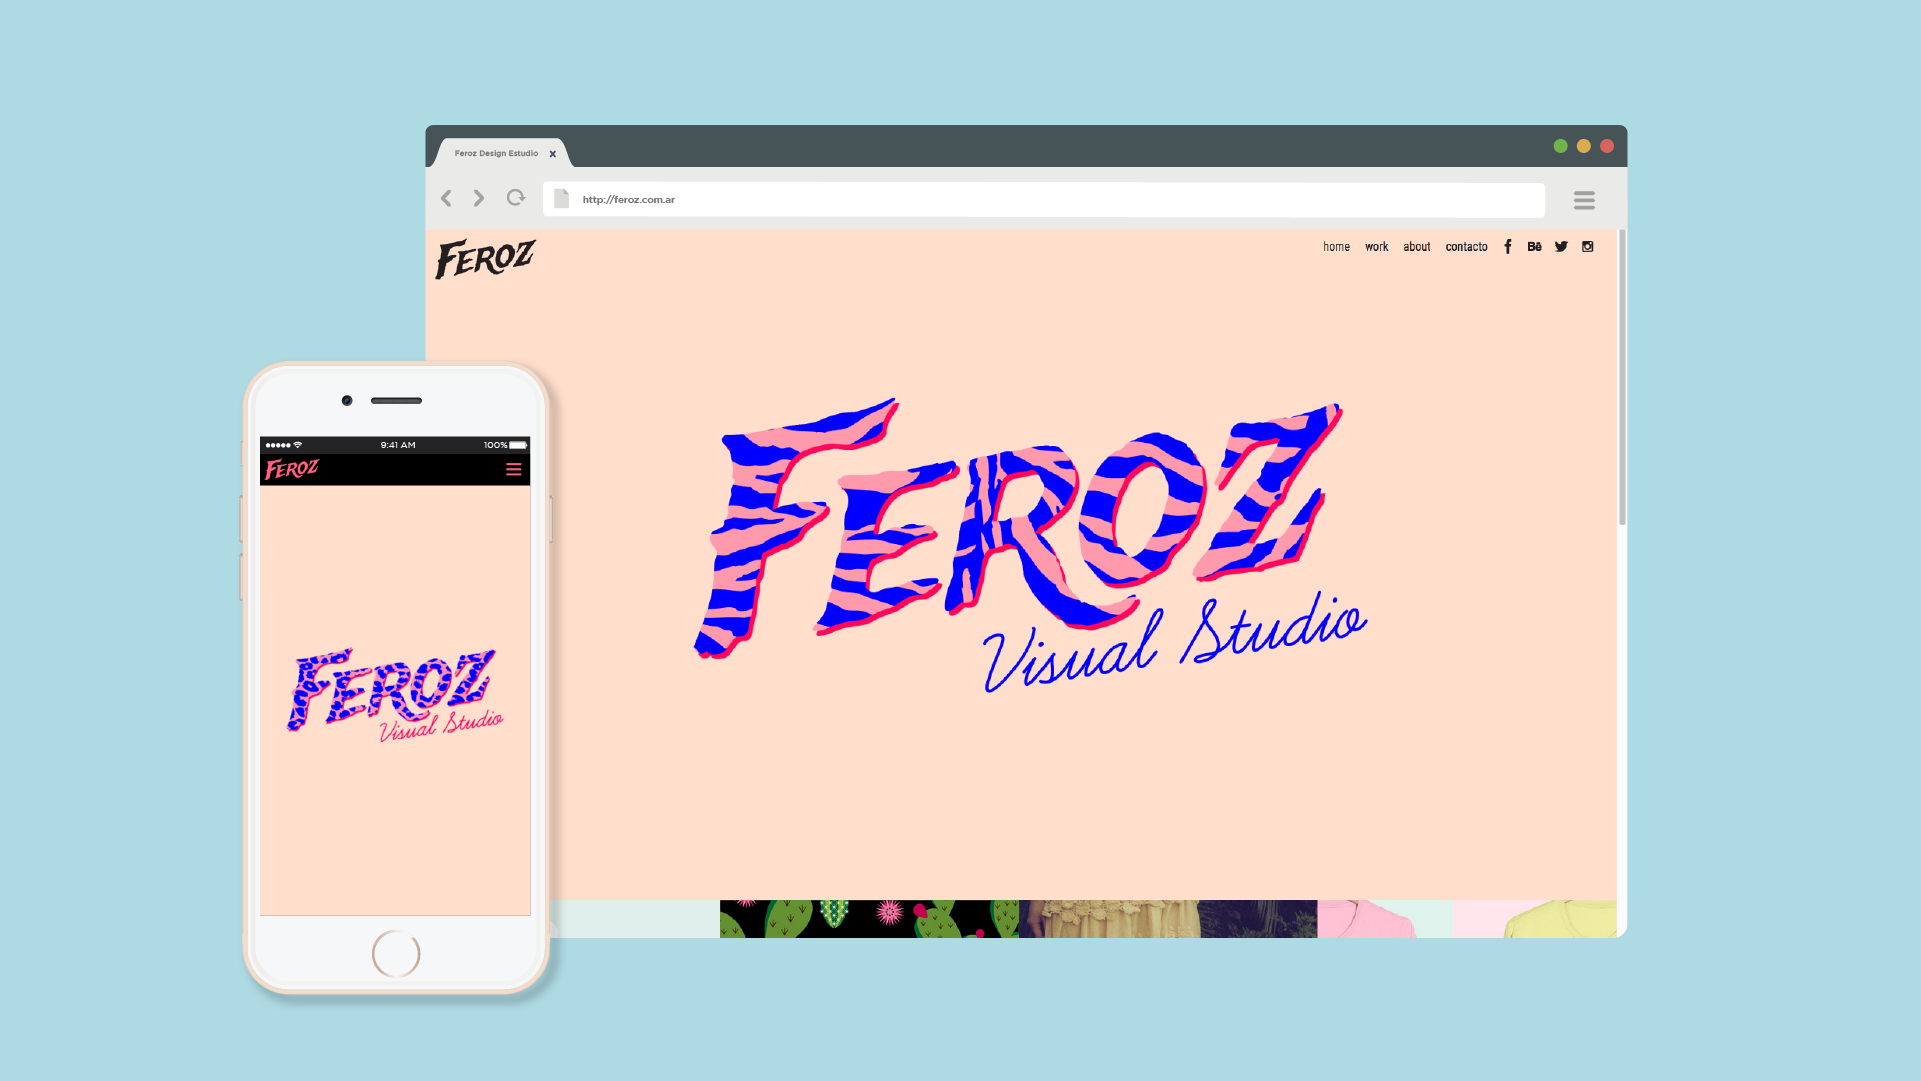 Feroz Design Estudio x
http://feroz.com.ar
FEROZ
home work about contacto f Bē
FEROZ
Visual Studio
9:41 AM 100%
FEROZ
FEROZ
Visual Studio